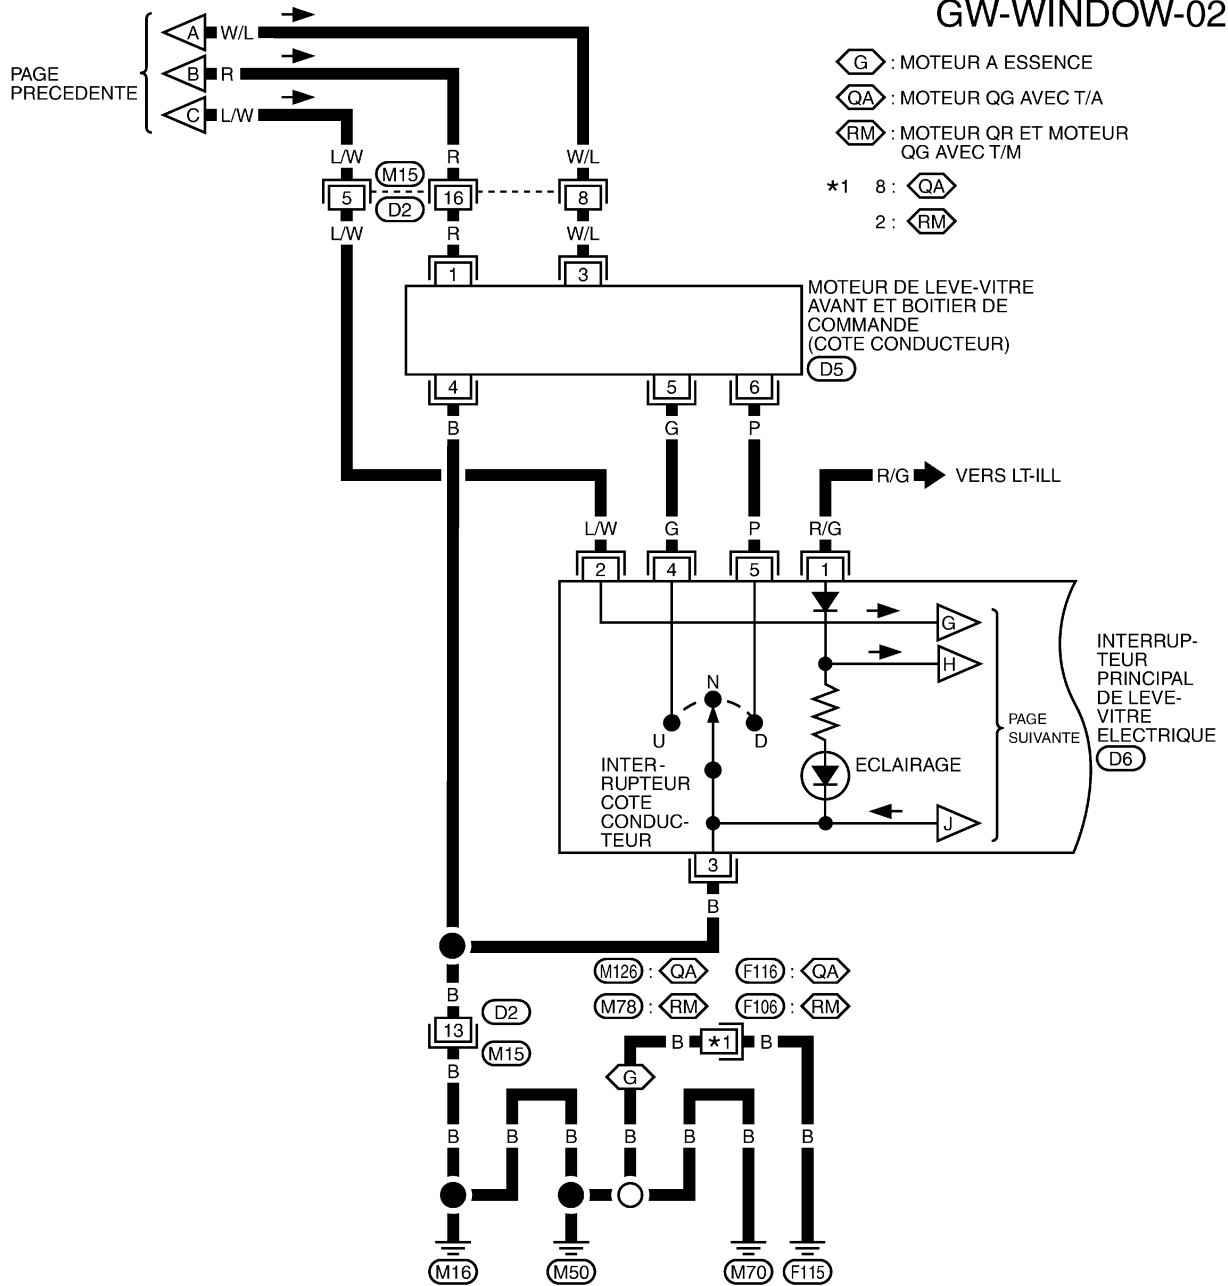 GW-WINDOW-02
PAGE
PRECEDENTE
A W/L
B R
C L/W
G : MOTEUR A ESSENCE
QA : MOTEUR QG AVEC T/A
RM : MOTEUR QR ET MOTEUR
QG AVEC T/M
*1 8 : QA
2 : RM
L/W R W/L
M15
5 16 8
D2
L/W R W/L
1 3
MOTEUR DE LEVE-VITRE
AVANT ET BOITIER DE
COMMANDE
(COTE CONDUCTEUR)
D5
4 5 6
B G P
R/G VERS LT-ILL
L/W G P R/G
2 4 5 1
G
H
N
U D
PAGE
SUIVANTE
INTERRUP-
TEUR
PRINCIPAL
DE LEVE-
VITRE
ELECTRIQUE
D6
ECLAIRAGE
INTER-
RUPTEUR
COTE
CONDUC-
TEUR
J
3
B
M126 : QA F116 : QA
M78 : RM F106 : RM
B
D2
13
M15
B
B *1 B
G
B B B B B B B
M16 M50 M70 F115